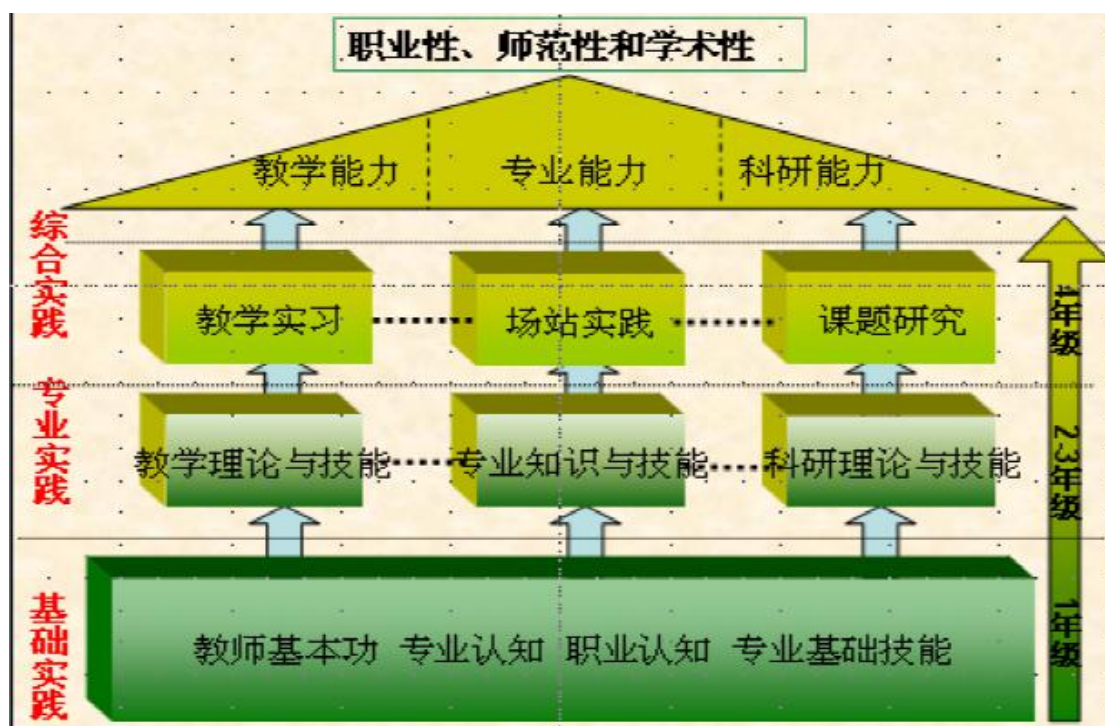 职业性、师范性和学术性
教学能力 专业能力 科研能力
综合实践
教学实习 场站实践 课题研究
4年级
专业实践
教学理论与技能 专业知识与技能 科研理论与技能
23年级
基础实践
教师基本功 专业认知 职业认知 专业基础技能
1年级